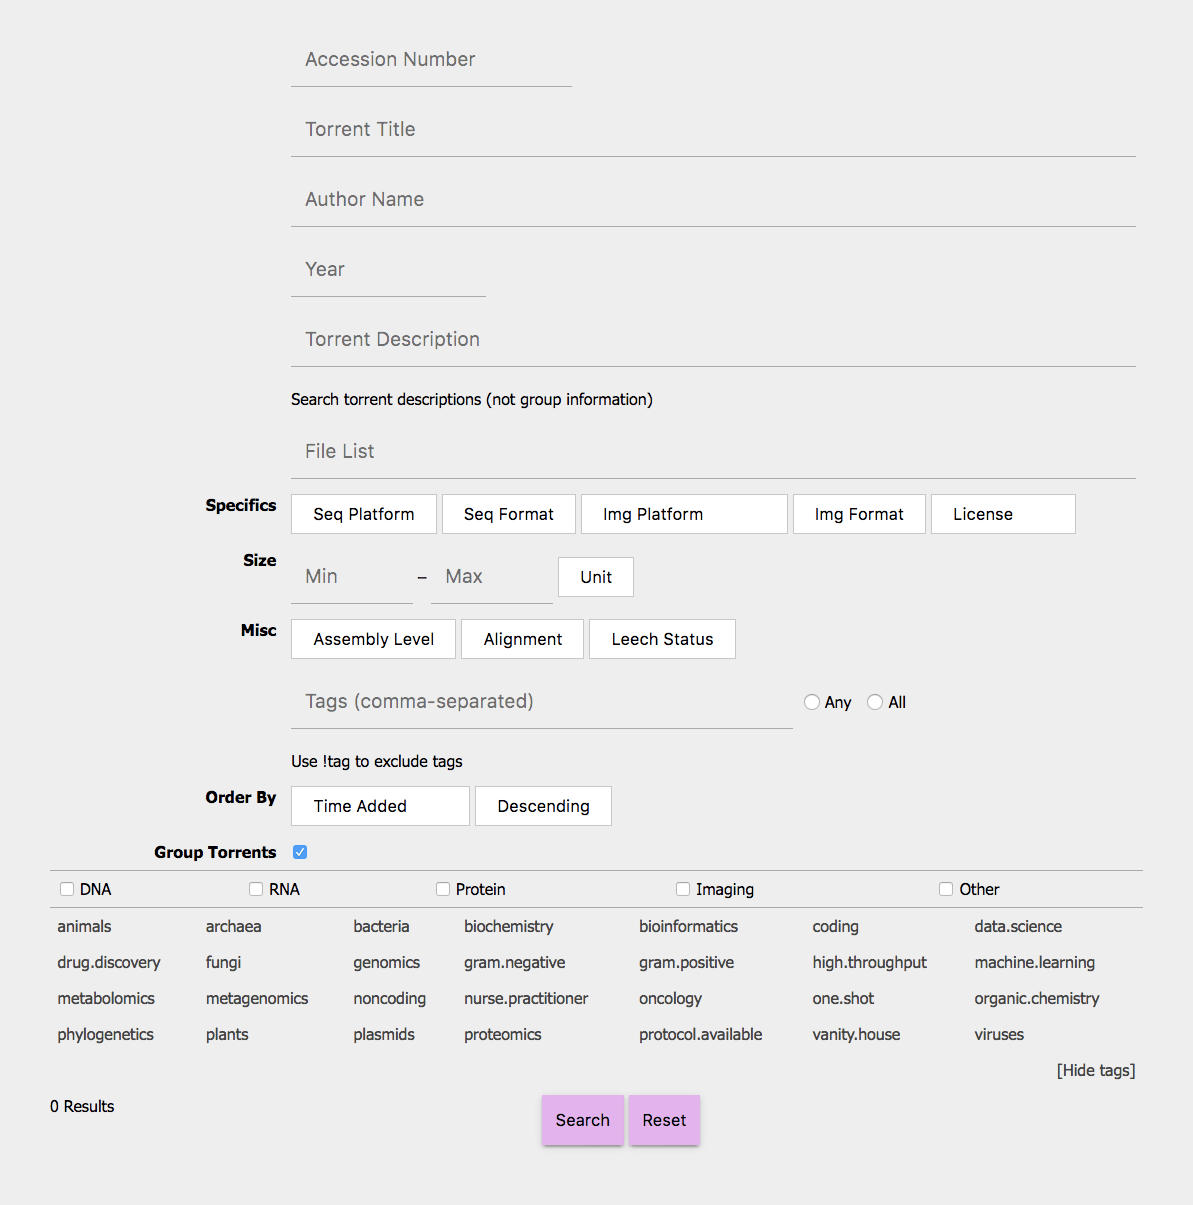 Accession Number
Torrent Title
Author Name
Year
Torrent Description
Search torrent descriptions (not group information)
File List
Specifics Seq Platform Seq Format Img Platform Img Format License
Size Min – Max Unit
Misc Assembly Level Alignment Leech Status
Tags (comma-separated) Any All
Use !tag to exclude tags
Order By Time Added Descending
Group Torrents
DNA RNA Protein Imaging Other
animals archaea bacteria biochemistry bioinformatics coding data.science
drug.discovery fungi genomics gram.negative gram.positive high.throughput machine.learning
metabolomics metagenomics noncoding nurse.practitioner oncology one.shot organic.chemistry
phylogenetics plants plasmids proteomics protocol.available vanity.house viruses
[Hide tags]
0 Results Search Reset